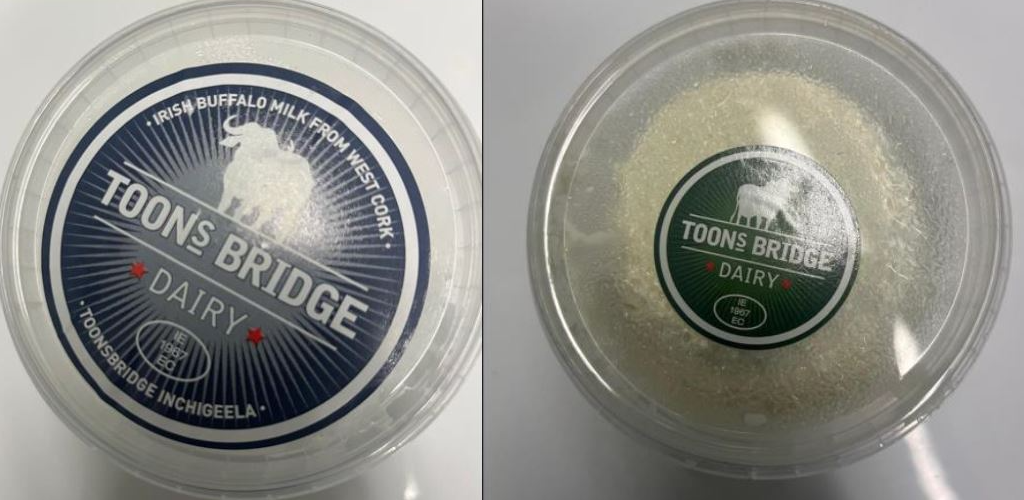 · IRISH BUFFALO MILK FROM WEST CORK ·
TOONS BRIDGE
DAIRY
IE
1967
EC
· TOONSBRIDGE INCHIGEELA ·
TOONS BRIDGE
DAIRY
IE
1967
EC